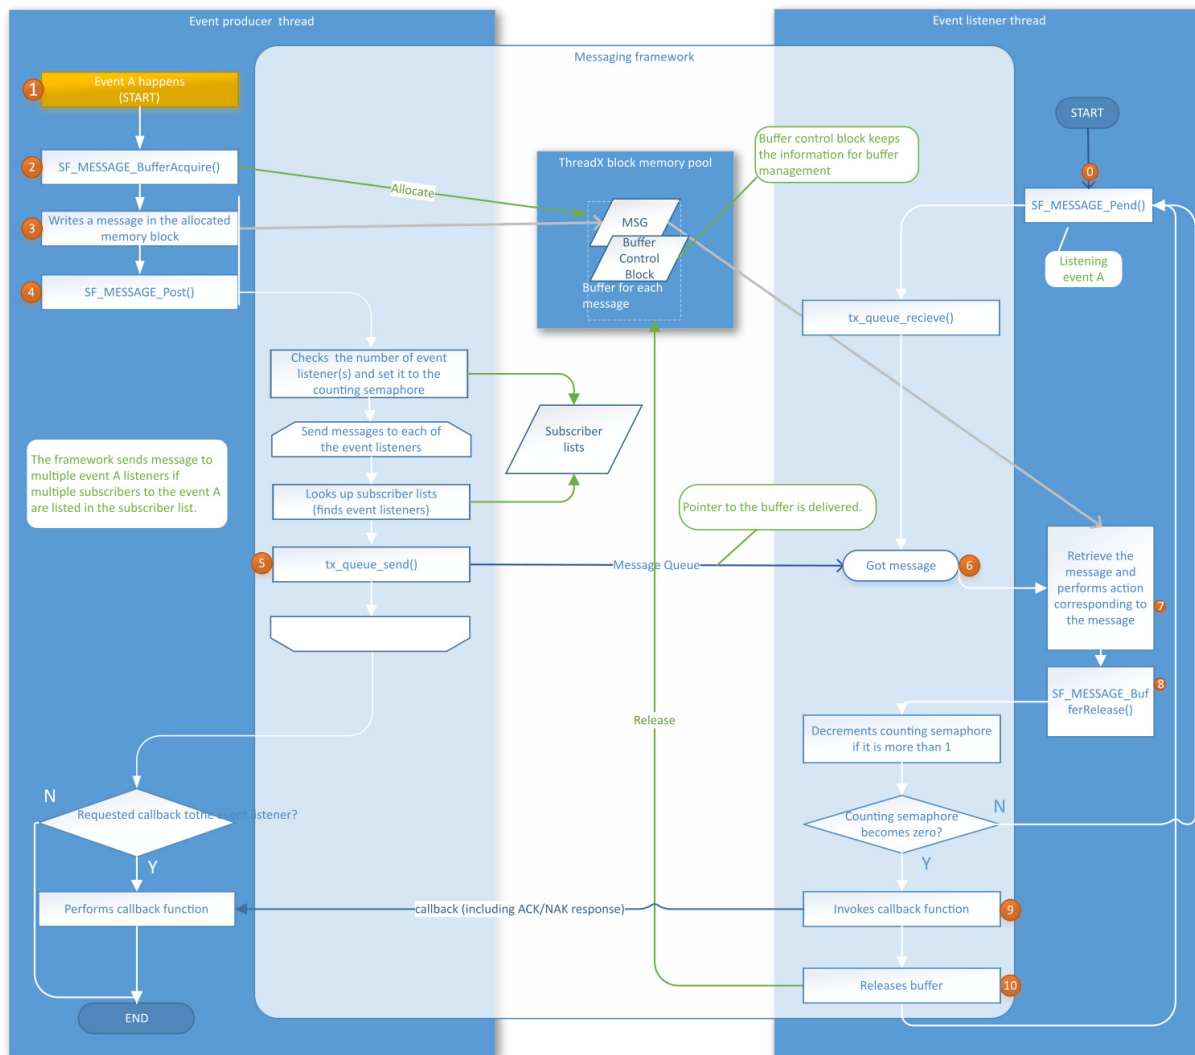 Event producer  thread
Event listener thread
Messaging framework
1
Event A happens
(START)
START
0
2
SF_MESSAGE_BufferAcquire()
Allocate
ThreadX block memory pool
Buffer control block keeps
the information for buffer
management
3
Writes a message in the allocated
memory block
MSG
Buffer
Control
Block
Buffer for each
message
SF_MESSAGE_Pend()
Listening
event A
4
SF_MESSAGE_Post()
tx_queue_recieve()
Checks  the number of event
listener(s) and set it to the
counting semaphore
Send messages to each of
the event listeners
Subscriber
lists
The framework sends message to
multiple event A listeners if
multiple subscribers to the event A
are listed in the subscriber list.
Looks up subscriber lists
(finds event listeners)
Pointer to the buffer is delivered.
5
tx_queue_send()
Message Queue
Got message
6
Retrieve the
message and
performs action
corresponding to
the message
7
8
SF_MESSAGE_Buf
ferRelease()
Release
Decrements counting semaphore
if it is more than 1
N
Requested callback tothe event listener?
Y
Counting semaphore
becomes zero?
N
Y
Performs callback function
callback (including ACK/NAK response)
Invokes callback function
9
Releases buffer
10
END